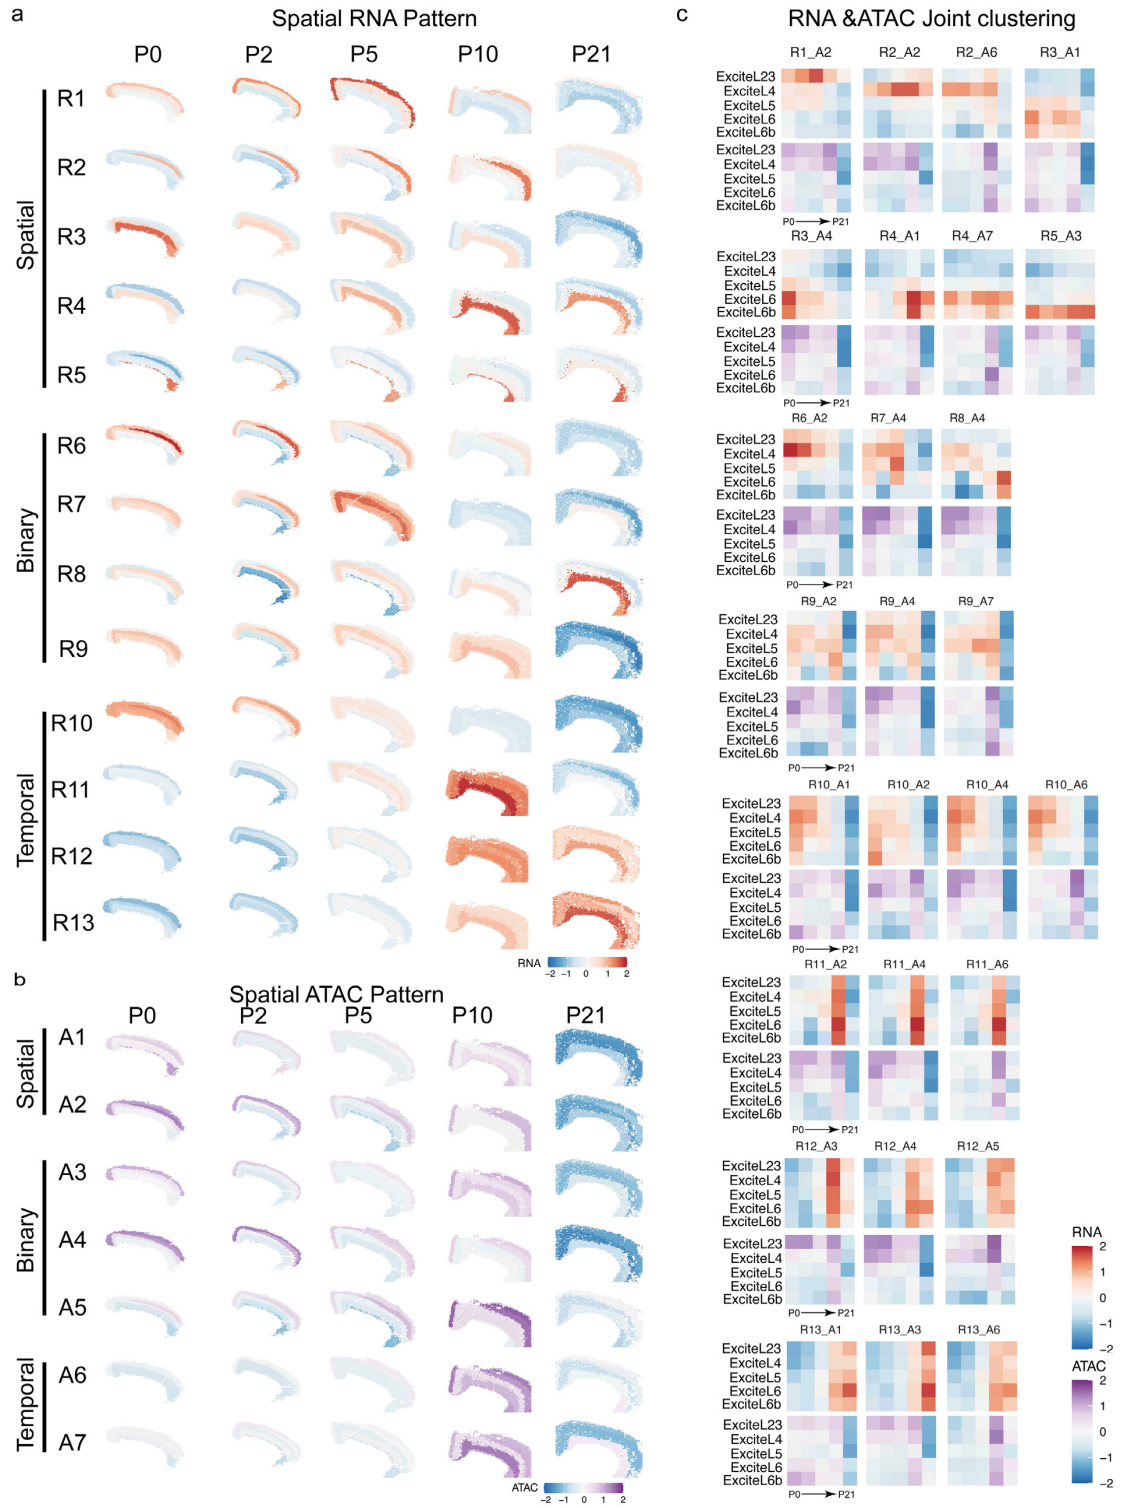 a
Spatial RNA Pattern
P0 P2 P5 P10 P21
Spatial
R1
R2
R3
R4
R5
Binary
R6
R7
R8
R9
Temporal
R10
R11
R12
R13
RNA
−2 −1 0 1 2
b
Spatial ATAC Pattern
P0 P2 P5 P10 P21
Spatial
A1
A2
Binary
A3
A4
A5
Temporal
A6
A7
ATAC
−2 −1 0 1 2
c
RNA &ATAC Joint clustering
R1_A2 R2_A2 R2_A6 R3_A1
ExciteL23
ExciteL4
ExciteL5
ExciteL6
ExciteL6b
ExciteL23
ExciteL4
ExciteL5
ExciteL6
ExciteL6b
P0 P21
R3_A4 R4_A1 R4_A7 R5_A3
ExciteL23
ExciteL4
ExciteL5
ExciteL6
ExciteL6b
ExciteL23
ExciteL4
ExciteL5
ExciteL6
ExciteL6b
P0 P21
R6_A2 R7_A4 R8_A4
ExciteL23
ExciteL4
ExciteL5
ExciteL6
ExciteL6b
ExciteL23
ExciteL4
ExciteL5
ExciteL6
ExciteL6b
P0 P21
R9_A2 R9_A4 R9_A7
ExciteL23
ExciteL4
ExciteL5
ExciteL6
ExciteL6b
ExciteL23
ExciteL4
ExciteL5
ExciteL6
ExciteL6b
P0 P21
R10_A1 R10_A2 R10_A4 R10_A6
ExciteL23
ExciteL4
ExciteL5
ExciteL6
ExciteL6b
ExciteL23
ExciteL4
ExciteL5
ExciteL6
ExciteL6b
P0 P21
R11_A2 R11_A4 R11_A6
ExciteL23
ExciteL4
ExciteL5
ExciteL6
ExciteL6b
ExciteL23
ExciteL4
ExciteL5
ExciteL6
ExciteL6b
P0 P21
R12_A3 R12_A4 R12_A5
ExciteL23
ExciteL4
ExciteL5
ExciteL6
ExciteL6b
ExciteL23
ExciteL4
ExciteL5
ExciteL6
ExciteL6b
P0 P21
R13_A1 R13_A3 R13_A6
ExciteL23
ExciteL4
ExciteL5
ExciteL6
ExciteL6b
ExciteL23
ExciteL4
ExciteL5
ExciteL6
ExciteL6b
P0 P21
RNA
2
1
0
−1
−2
ATAC
2
1
0
−1
−2